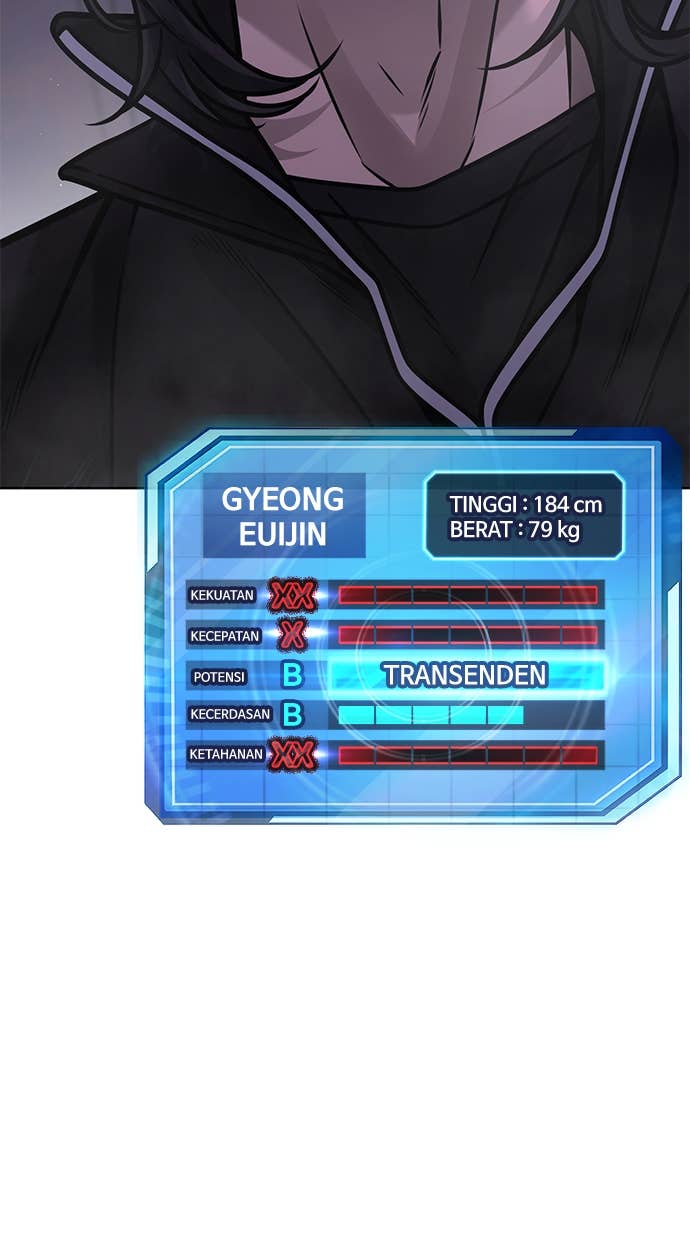 GYEONG
EUIJIN
TINGGI : 184 cm
BERAT : 79 kg
KEKUATAN XX
KECEPATAN X
POTENSI B TRANSENDEN
KECERDASAN B
KETAHANAN XX